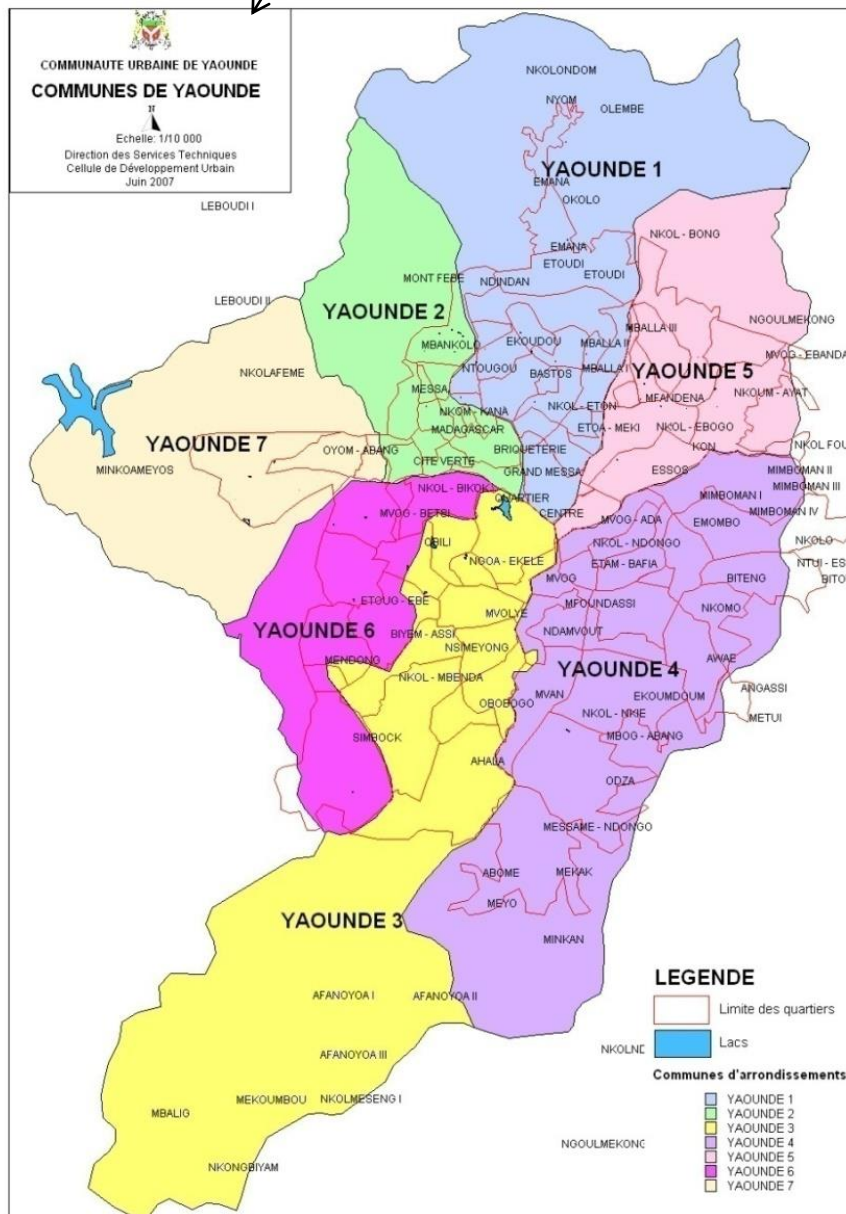 COMMUNAUTE URBAINE DE YAOUNDE
COMMUNES DE YAOUNDE
N
Echelle: 1/10 000
Direction des Services Techniques
Cellule de Développement Urbain
Juin 2007
NKOLONDOM
NYOM
OLEMBE
YAOUNDE 1
EMANA
OKOLO
LEBOUDI I
NKOL - BONG
EMANA
ETOUDI
ETOUDI
MONT FEBE
NDINDAN
LEBOUDI II
YAOUNDE 2
NGOULMEKONG
MBALLA III
MBANKOLO
EKOUDOU
MBALLA II
MVOG - EBANDA
NKOLAFEME
NTOUGOU
BASTOS
MBALLA I
YAOUNDE 5
MESSA
NKOUM - AYAT
MFANDENA
NKOM - KANA
NKOL - ETON
MADAGASCAR
ETOA - MEKI
NKOL - EBOGO
YAOUNDE 7
OYOM - ABANG
BRIQUETERIE
KON
NKOL FOU
MINKOAMEYOS
CITE VERTE
GRAND MESSA
ESSOS
MIMBOMAN II
NKOL - BIKOK
MIMBOMAN III
QUARTIER
MIMBOMAN I
MVOG - BETSI
CENTRE
MVOG - ADA
EMOMBO
MIMBOMAN IV
OBILI
NKOL - NDONGO
NKOLO
NGOA - EKELE
ETAM - BAFIA
NTUI - ES
MVOG
BITENG
BITO
ETOUG - EBE
MFOUNDASSI
NKOMO
MVOLYE
YAOUNDE 6
BIYEM - ASSI
NDAMVOUT
NSIMEYONG
MENDONG
AWAE
YAOUNDE 4
NKOL - MBENDA
ANGASSI
MVAN
EKOUMDOUM
OBOBOGO
NKOL - NKIE
METUI
SIMBOCK
MBOG - ABANG
AHALA
ODZA
MESSAME - NDONGO
ABOME
MEKAK
MEYO
YAOUNDE 3
MINKAN
AFANOYOA I
AFANOYOA II
AFANOYOA III
NKOLND
MEKOUMBOU
NKOLMESENG I
MBALIG
NGOULMEKONG
NKONGBIYAM
LEGENDE
Limite des quartiers
Lacs
Communes d'arrondissements
YAOUNDE 1
YAOUNDE 2
YAOUNDE 3
YAOUNDE 4
YAOUNDE 5
YAOUNDE 6
YAOUNDE 7